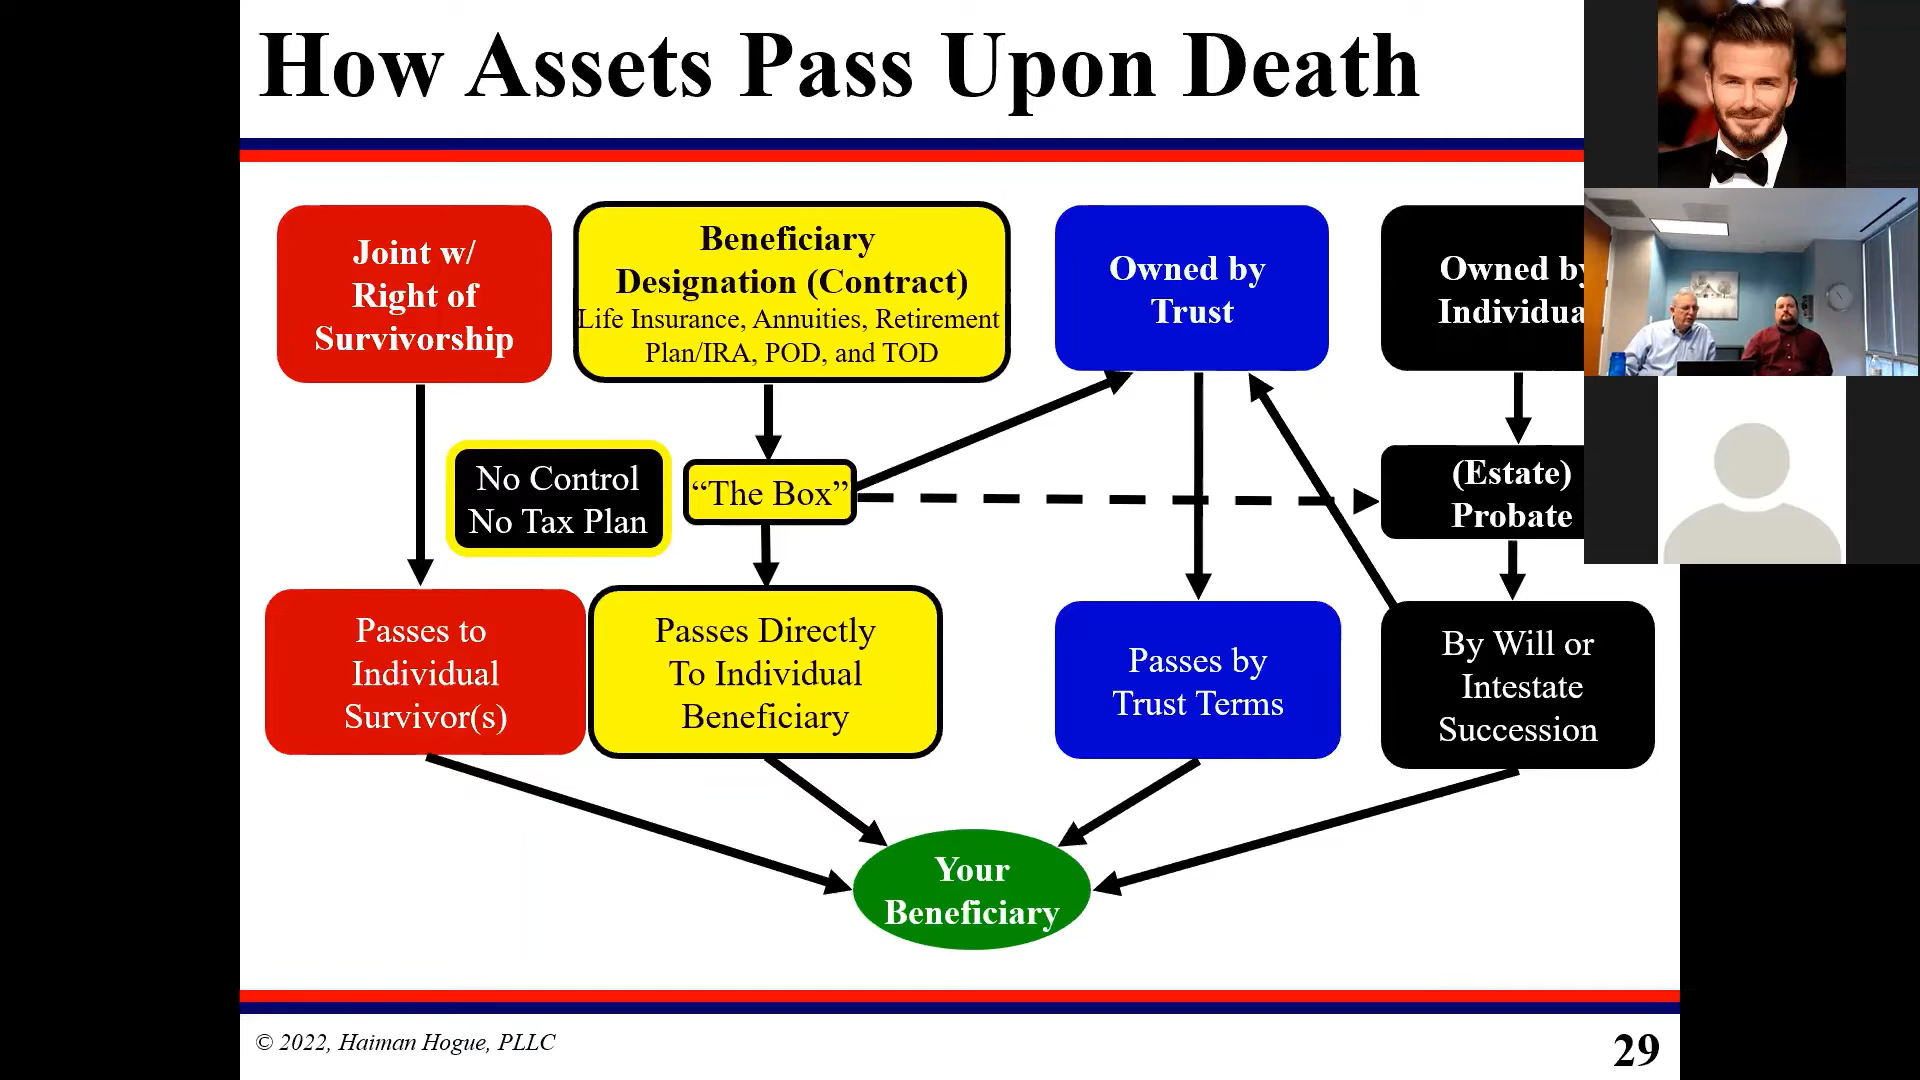 How Assets Pass Upon Death
Joint w/
Right of
Survivorship
Beneficiary
Designation (Contract)
Life Insurance, Annuities, Retirement
Plan/IRA, POD, and TOD
Owned by
Trust
Owned by
Individua
No Control
No Tax Plan
“The Box”
(Estate)
Probate
Passes to
Individual
Survivor(s)
Passes Directly
To Individual
Beneficiary
Passes by
Trust Terms
By Will or
Intestate
Succession
Your
Beneficiary
© 2022, Haiman Hogue, PLLC
29